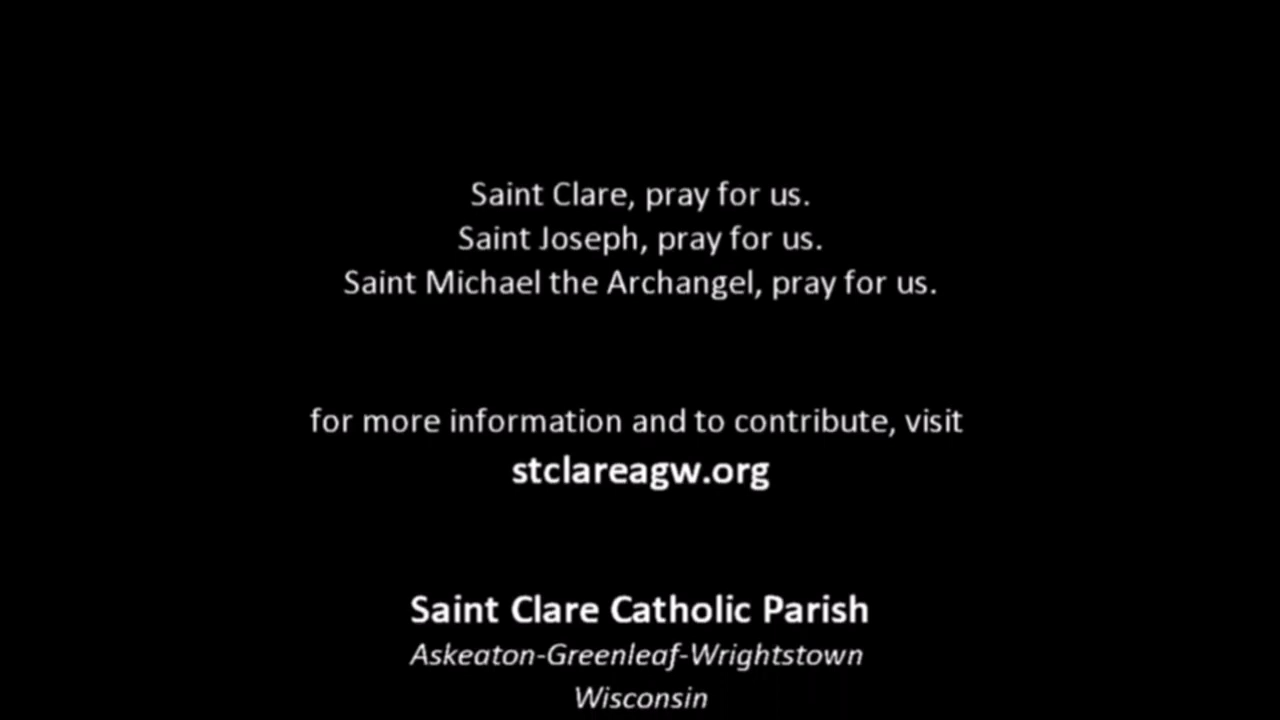 Saint Clare, pray for us.
Saint Joseph, pray for us.
Saint Michael the Archangel, pray for us.
for more information and to contribute, visit
stclareagw.org
Saint Clare Catholic Parish
Askeaton-Greenleaf-Wrightstown
Wisconsin